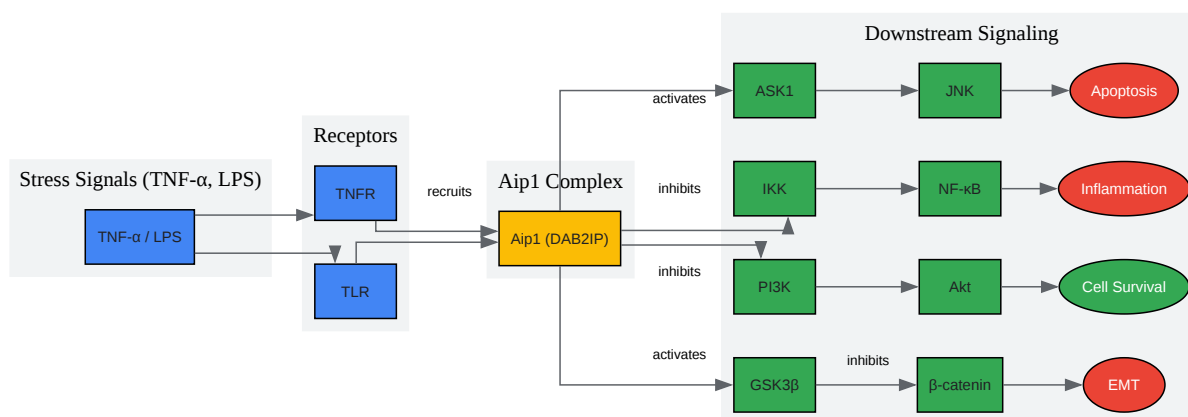 Downstream Signaling
ASK1
JNK
Apoptosis
activates
Receptors
Stress Signals (TNF-α, LPS)
TNF-α / LPS
TNFR
TLR
recruits
Aip1 Complex
Aip1 (DAB2IP)
inhibits
IKK
NF-κB
Inflammation
inhibits
PI3K
Akt
Cell Survival
activates
GSK3β
inhibits
β-catenin
EMT